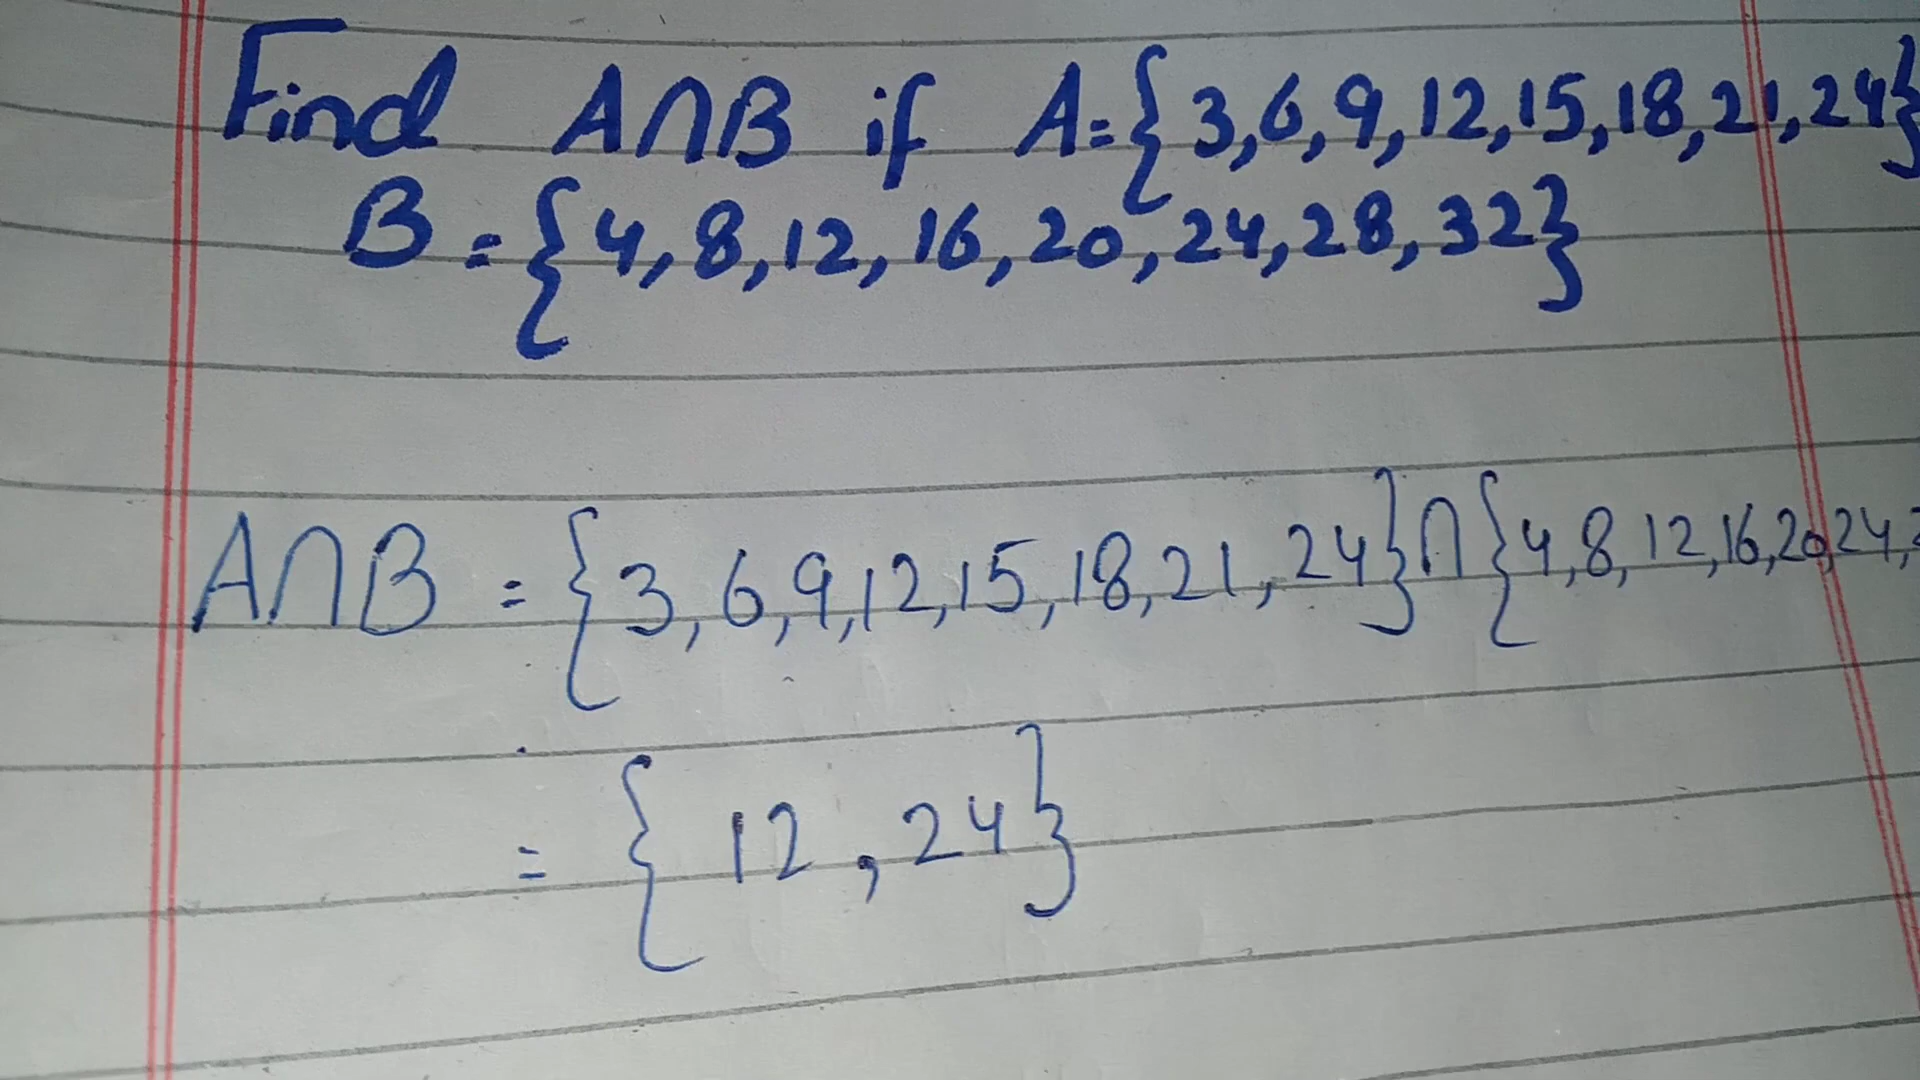 Find A∩B if A={3,6,9,12,15,18,21,24}
B={4,8,12,16,20,24,28,32}
A∩B = {3,6,9,12,15,18,21,24}∩{4,8,12,16,20,24,
= {12,24}